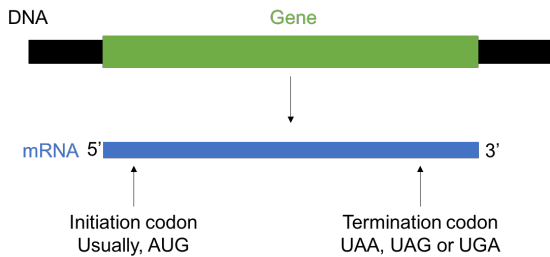 DNA
Gene
mRNA 5’ 3’
Initiation codon
Usually, AUG
Termination codon
UAA, UAG or UGA